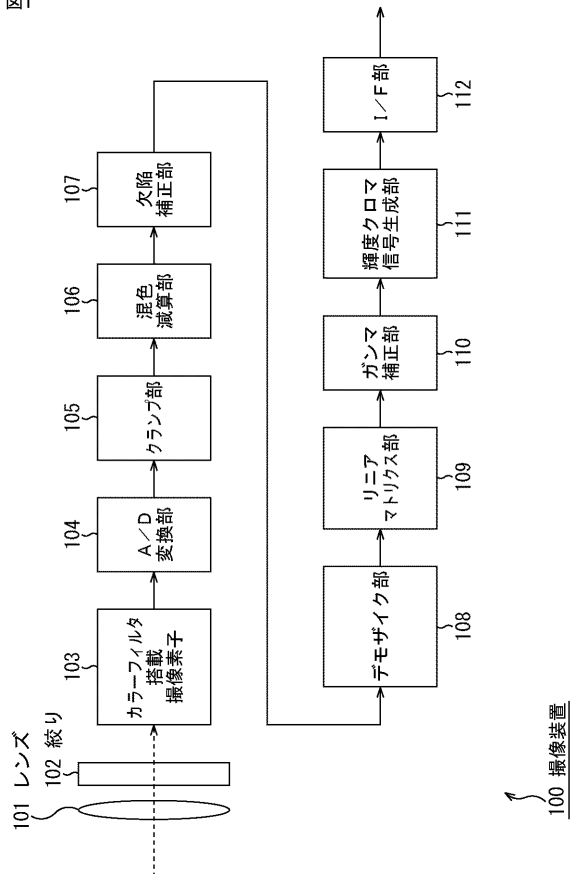 図
101 レンズ
102 絞り
103
カラーフィルタ
搭載
撮像素子
104
A/D
変換部
105
クランプ部
106
混色
減算部
107
欠陥
補正部
デモザイク部
108
リニア
マトリクス部
109
ガンマ
補正部
110
輝度クロマ
信号生成部
111
I/F部
112
100 撮像装置